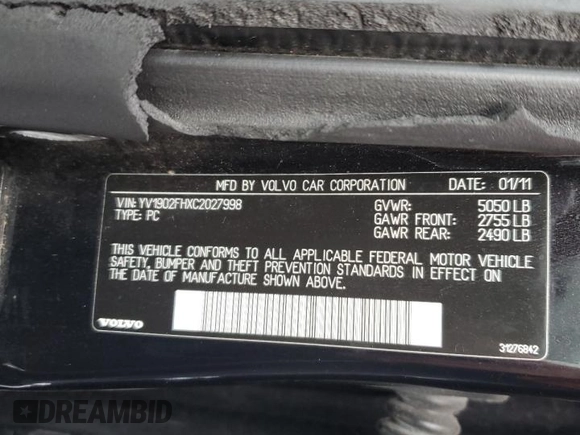 MFD BY VOLVO CAR CORPORATION DATE: 01/11
VIN: YV1902FHXC2027998 GVWR: 5050 LB
TYPE: PC GAWR FRONT: 2755 LB
GAWR REAR: 2490 LB
THIS VEHICLE CONFORMS TO ALL APPLICABLE FEDERAL MOTOR VEHICLE
SAFETY, BUMPER AND THEFT PREVENTION STANDARDS IN EFFECT ON
THE DATE OF MANUFACTURE SHOWN ABOVE.
VOLVO 31276842
DREAMBID